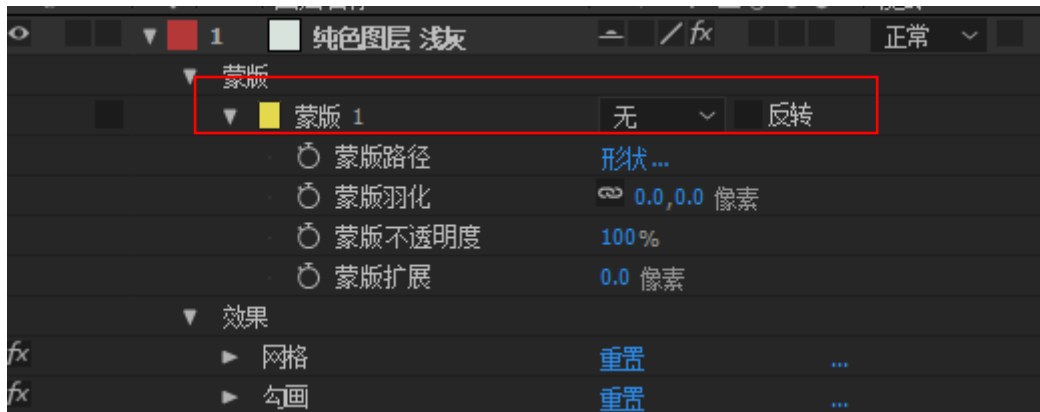 1 纯色图层 浅灰 fx 正常
蒙版
蒙版 1 无 反转
蒙版路径 形状...
蒙版羽化 0.0,0.0 像素
蒙版不透明度 100%
蒙版扩展 0.0 像素
效果
fx 网格 重置 ...
fx 勾画 重置 ...